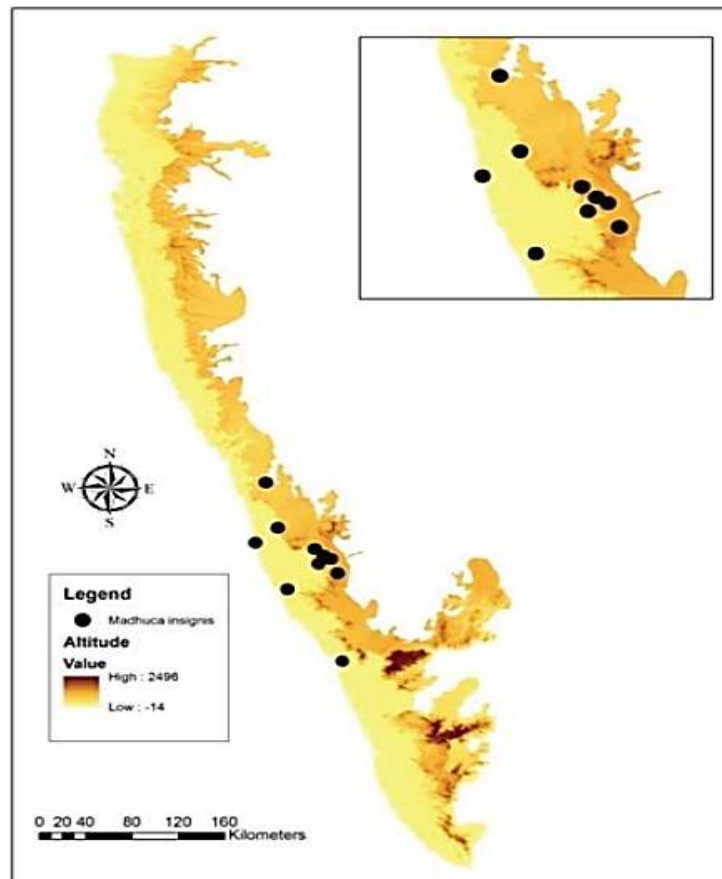 N
W E
S
Legend
Madhuca insignis
Altitude
Value
High : 2496
Low : -14
0 20 40 80 120 160
Kilometers